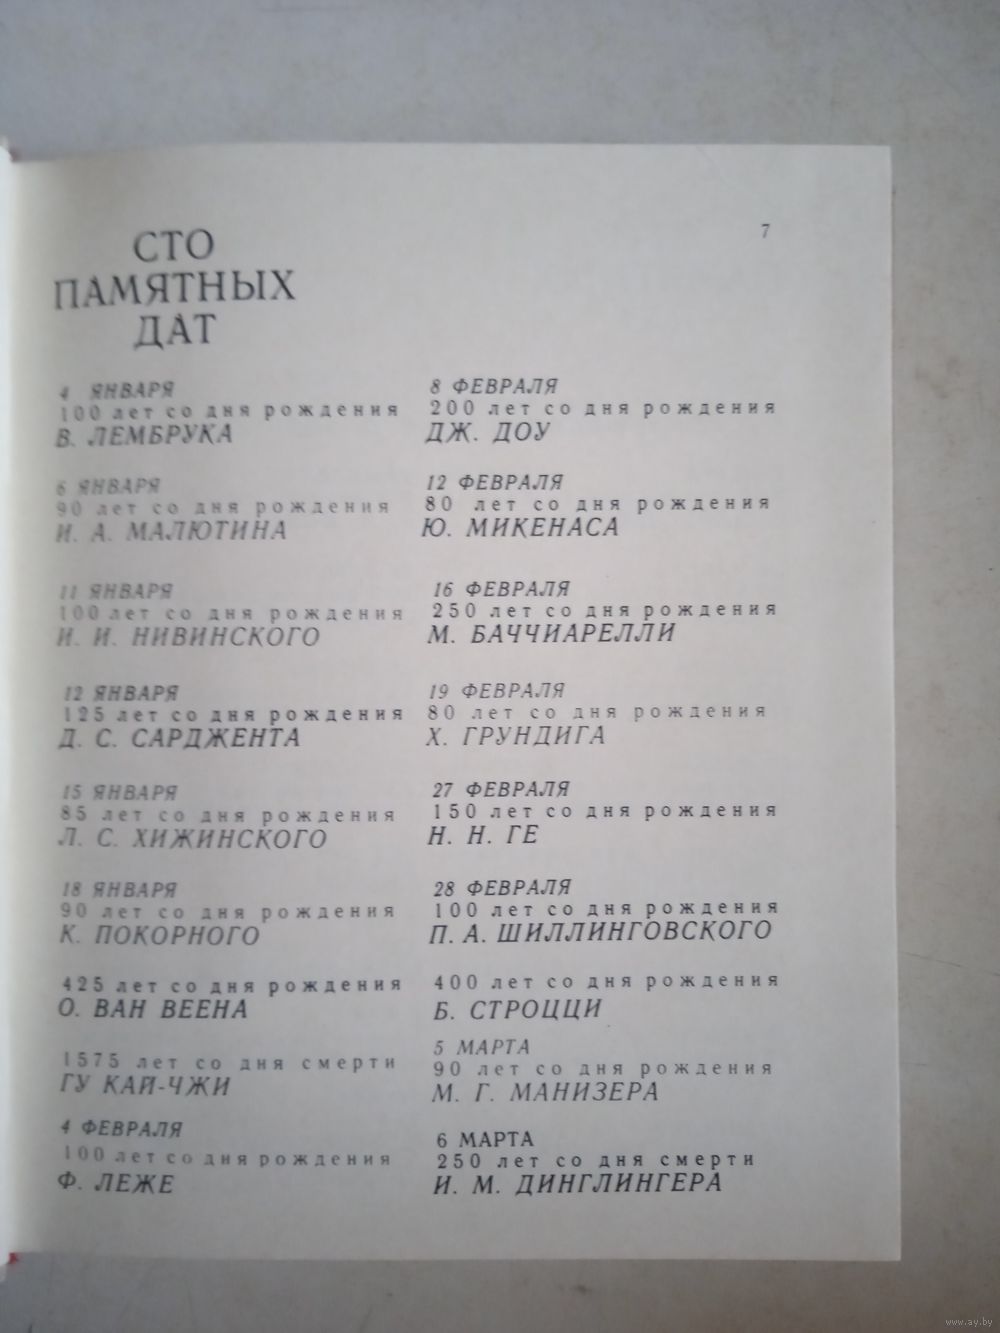 7
СТО
ПАМЯТНЫХ
ДАТ
4 ЯНВАРЯ
100 лет со дня рождения
В. ЛЕМБРУКА
6 ЯНВАРЯ
90 лет со дня рождения
И. А. МАЛЮТИНА
11 ЯНВАРЯ
100 лет со дня рождения
И. И. НИВИНСКОГО
12 ЯНВАРЯ
125 лет со дня рождения
Д. С. САРДЖЕНТА
15 ЯНВАРЯ
85 лет со дня рождения
Л. С. ХИЖИНСКОГО
18 ЯНВАРЯ
90 лет со дня рождения
К. ПОКОРНОГО
425 лет со дня рождения
О. ВАН ВЕЕНА
1575 лет со дня смерти
ГУ КАЙ-ЧЖИ
4 ФЕВРАЛЯ
100 лет со дня рождения
Ф. ЛЕЖЕ
8 ФЕВРАЛЯ
200 лет со дня рождения
ДЖ. ДОУ
12 ФЕВРАЛЯ
80 лет со дня рождения
Ю. МИКЕНАСА
16 ФЕВРАЛЯ
250 лет со дня рождения
М. БАЧЧИАРЕЛЛИ
19 ФЕВРАЛЯ
80 лет со дня рождения
Х. ГРУНДИГА
27 ФЕВРАЛЯ
150 лет со дня рождения
Н. Н. ГЕ
28 ФЕВРАЛЯ
100 лет со дня рождения
П. А. ШИЛЛИНГОВСКОГО
400 лет со дня рождения
Б. СТРОЦЦИ
5 МАРТА
90 лет со дня рождения
М. Г. МАНИЗЕРА
6 МАРТА
250 лет со дня смерти
И. М. ДИНГЛИНГЕРА
www.ay.by